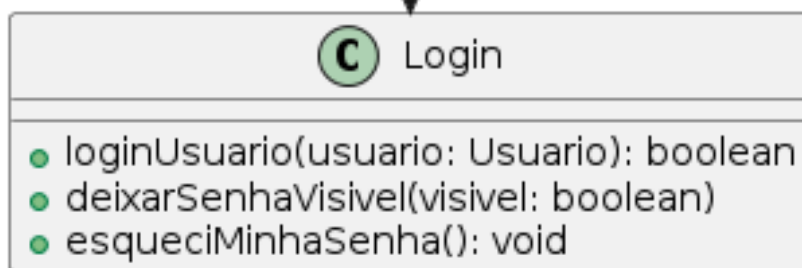 C Login
loginUsuario(usuario: Usuario): boolean
deixarSenhaVisivel(visivel: boolean)
esqueciMinhaSenha(): void